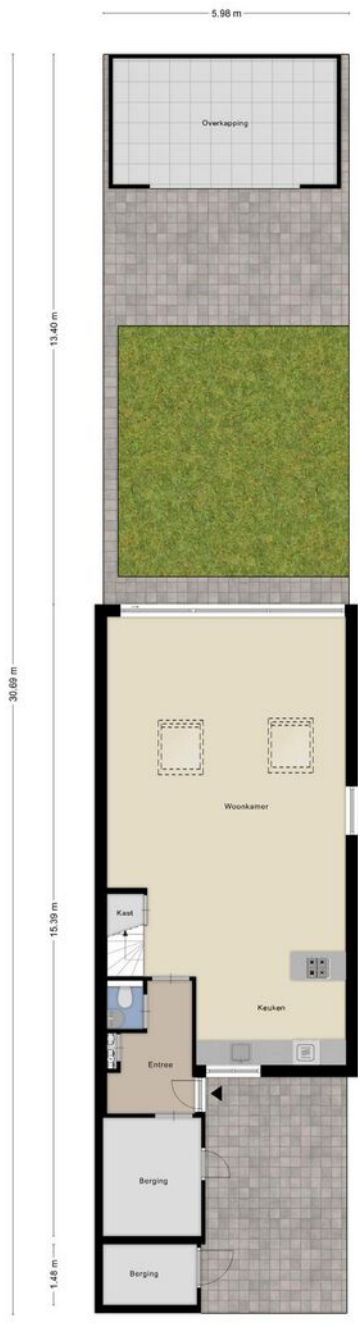 5.98 m
Overkapping
13.40 m
30.69 m
Woonkamer
Kast
15.39 m
Keuken
Entree
Berging
1.48 m
Berging